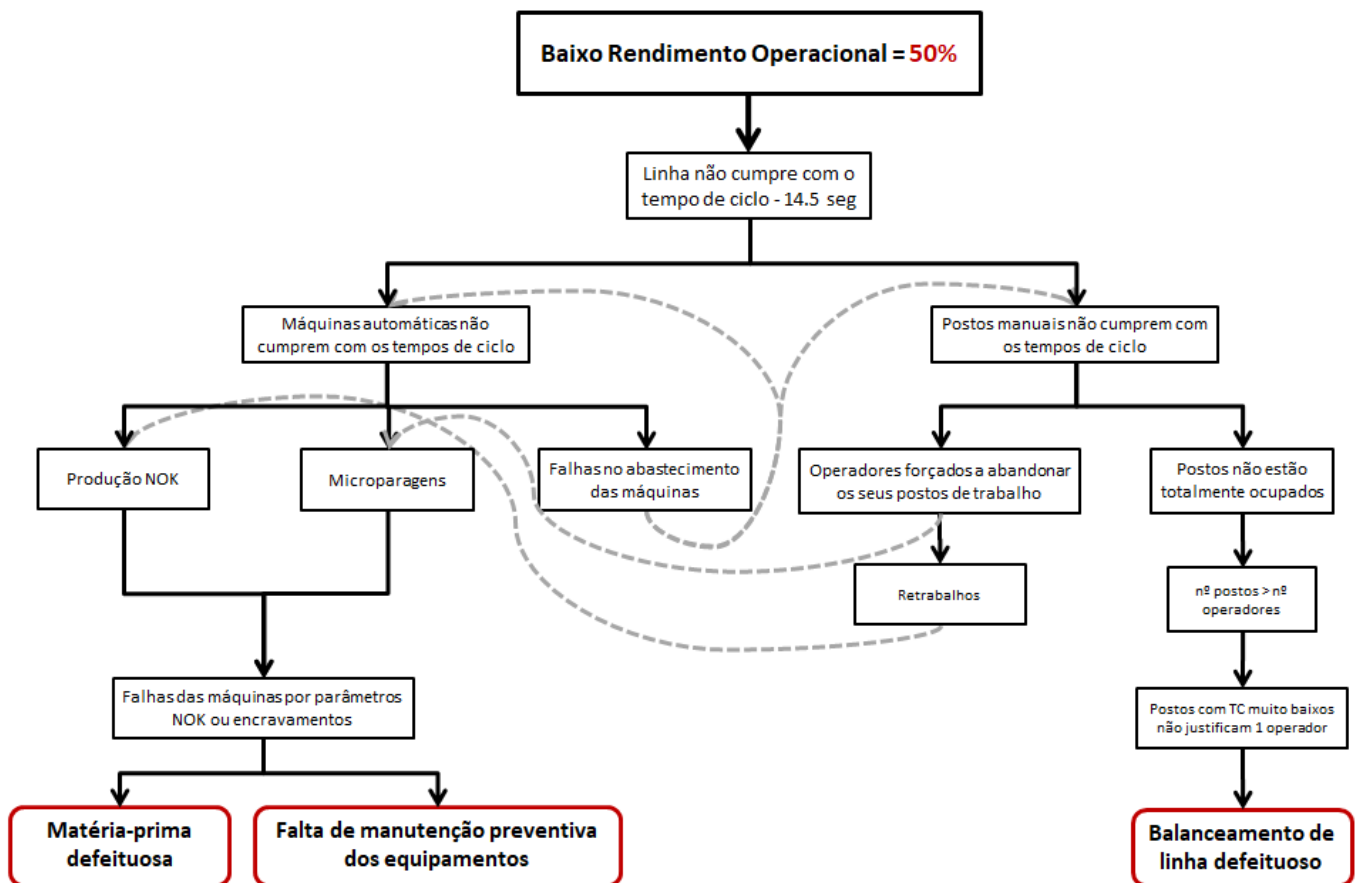 Baixo Rendimento Operacional = 50%
Linha não cumpre com o
tempo de ciclo - 14.5 seg
Máquinas automáticas não
cumprem com os tempos de ciclo
Postos manuais não cumprem com
os tempos de ciclo
Produção NOK
Microparagens
Falhas no abastecimento
das máquinas
Operadores forçados a abandonar
os seus postos de trabalho
Postos não estão
totalmente ocupados
Retrabalhos
nº postos > nº
operadores
Falhas das máquinas por parâmetros
NOK ou encravamentos
Postos com TC muito baixos
não justificam 1 operador
Matéria-prima
defeituosa
Falta de manutenção preventiva
dos equipamentos
Balanceamento de
linha defeituoso